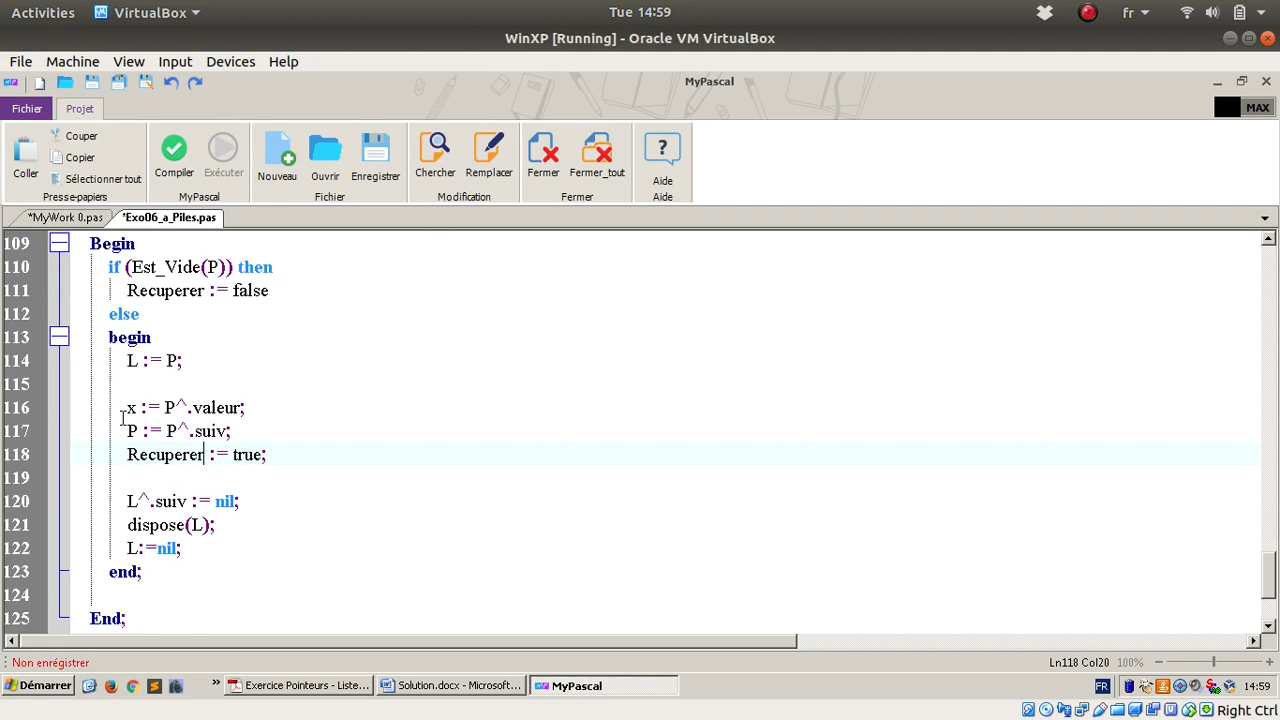 Activities VirtualBox Tue 14:59 fr
WinXP [Running] - Oracle VM VirtualBox
File Machine View Input Devices Help
MyPascal
Fichier Projet MAX
Coller Couper Copier Sélectionner tout Compiler Exécuter Nouveau Ouvrir Enregistrer Chercher Remplacer Fermer Fermer_tout ? Aide
Presse-papiers MyPascal Fichier Modification Fermer Aide
*MyWork 0.pas *Exo06_a_Piles.pas
109 Begin
110 if (Est_Vide(P)) then
111 Recuperer := false
112 else
113 begin
114 L := P;
115
116 x := P^.valeur;
117 P := P^.suiv;
118 Recuperer := true;
119
120 L^.suiv := nil;
121 dispose(L);
122 L:=nil;
123 end;
124
125 End;
Non enrégistrer Ln118 Col20 100%
Démarrer Exercice Pointeurs - Liste... Solution.docx - Microsoft... MyPascal FR 14:59
Right Ctrl